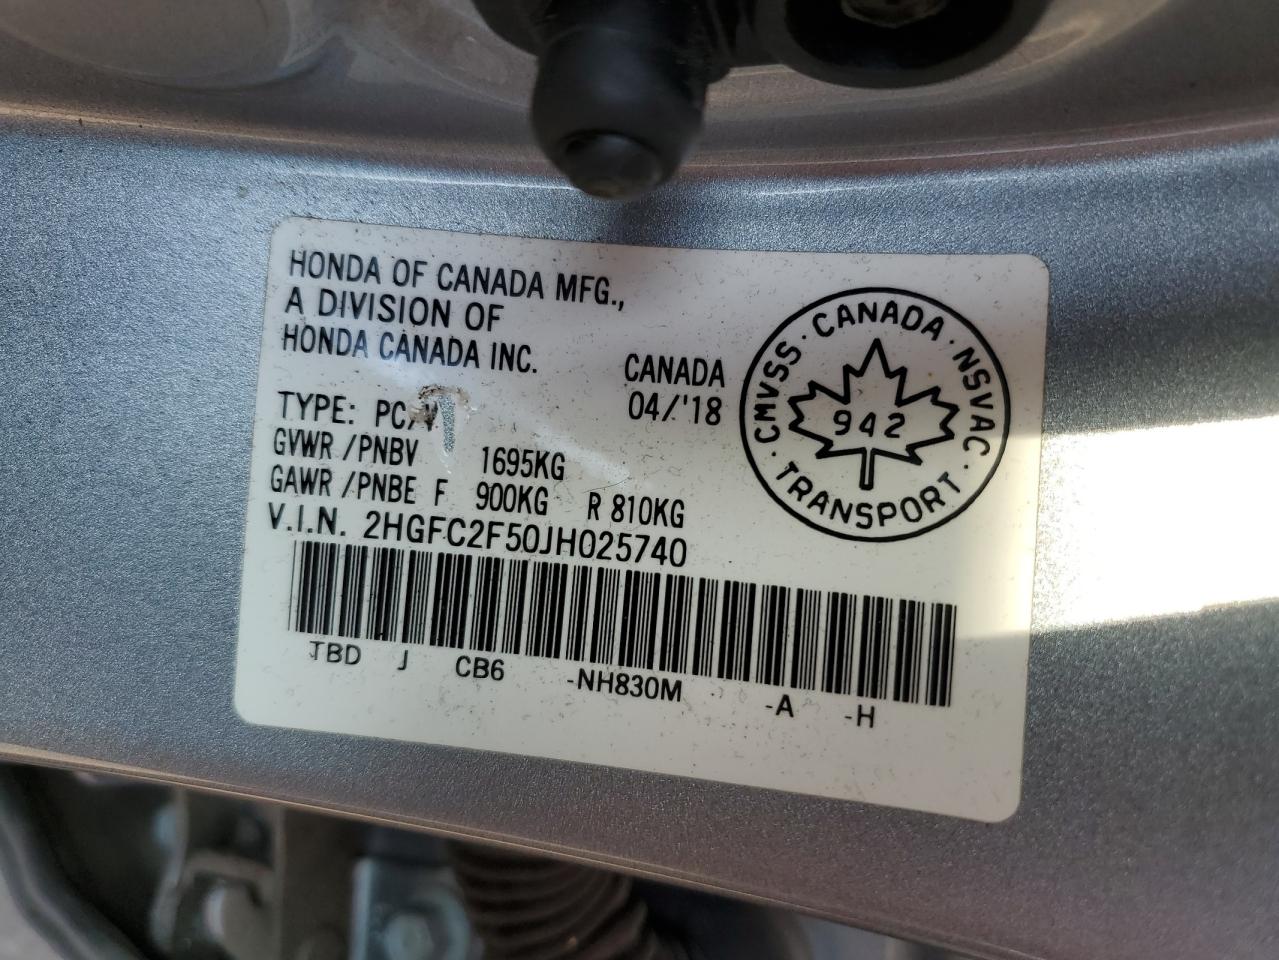 HONDA OF CANADA MFG.,
A DIVISION OF
HONDA CANADA INC.
CANADA
04/'18
TYPE: PC/V
GVWR /PNBV 1695KG
GAWR /PNBE F 900KG R 810KG
V.I.N. 2HGFC2F50JH025740
TBD J CB6 -NH830M -A -H
CMVSS · CANADA · NSVAC · TRANSPORT ·
942